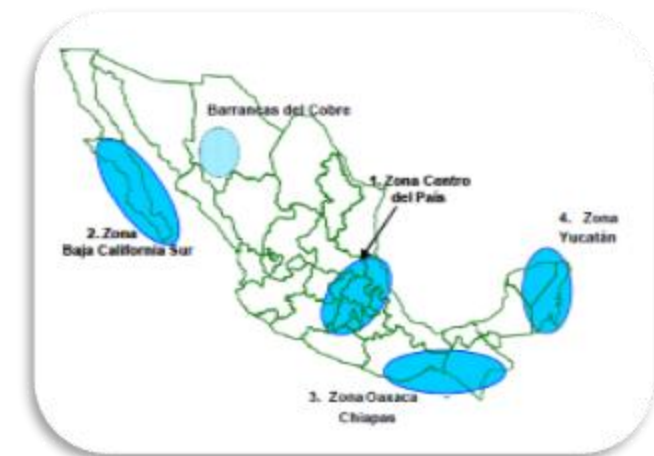 Barrancas del Cobre
1. Zona Centro
del País
2. Zona
Baja California Sur
4. Zona
Yucatán
3. Zona Oaxaca
Chiapas